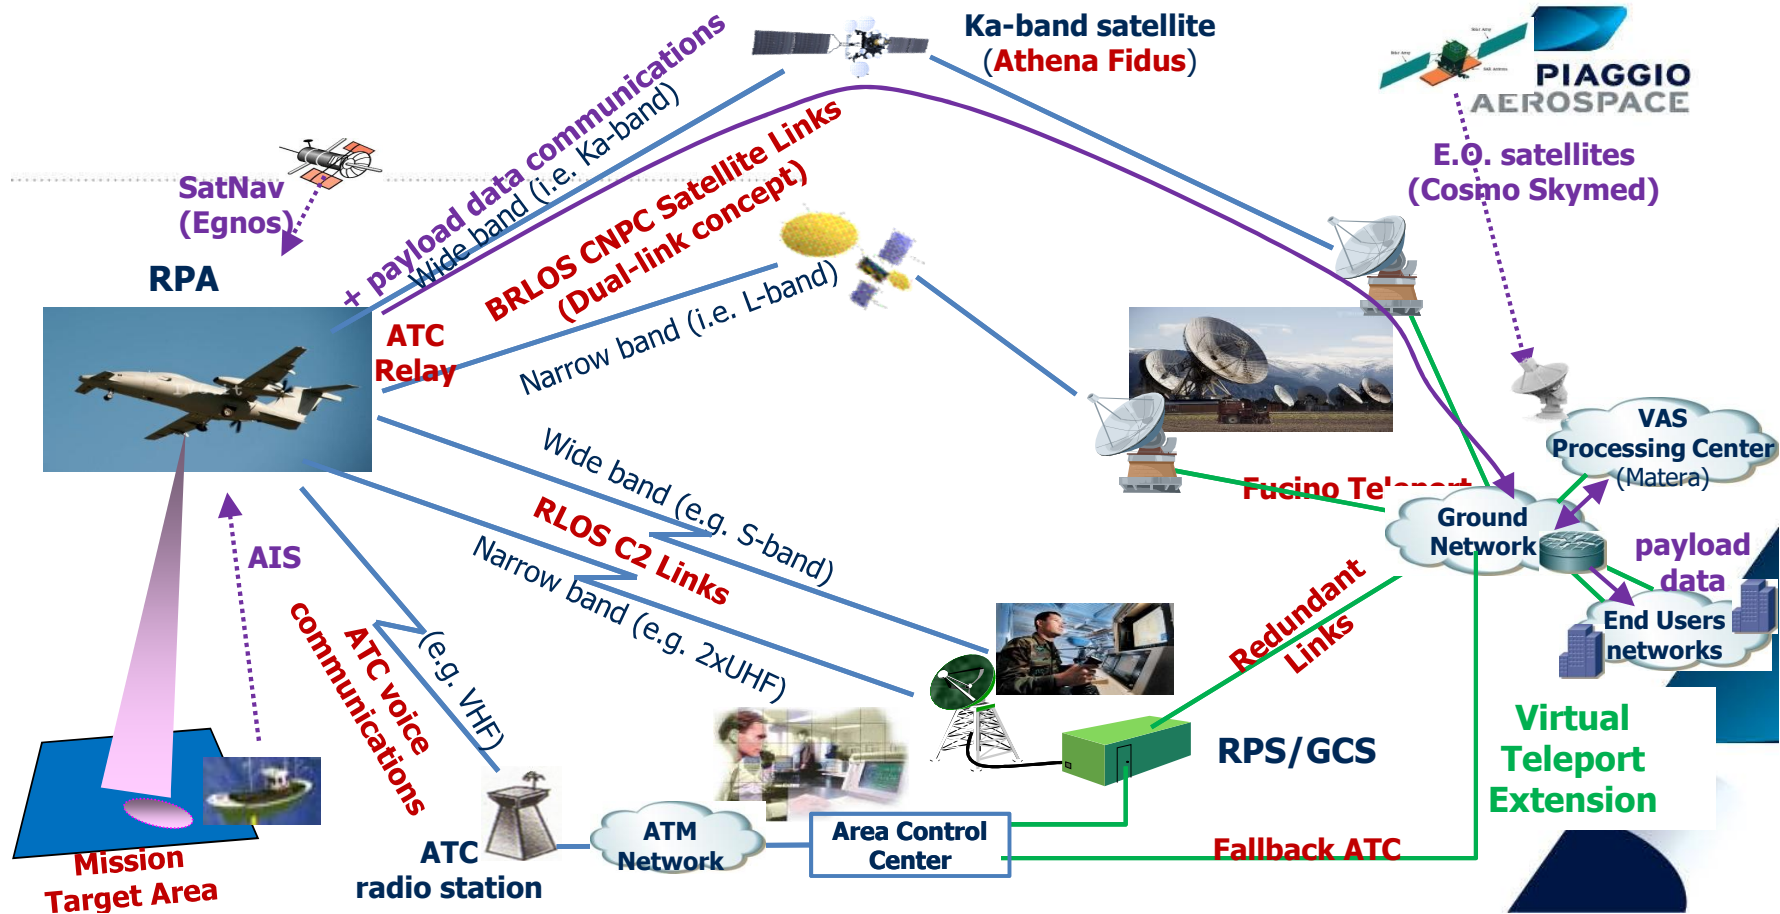 Ka-band satellite
(Athena Fidus)
PIAGGIO
AEROSPACE
E.O. satellites
(Cosmo Skymed)
SatNav
(Egnos)
RPA
+ payload data communications
Wide band (i.e. Ka-band)
BRLOS CNPC Satellite Links
(Dual-link concept)
Narrow band (i.e. L-band)
ATC
Relay
Wide band (e.g. S-band)
RLOS C2 Links
Narrow band (e.g. 2xUHF)
AIS
ATC voice
communications
(e.g. VHF)
Fucino Teleport
VAS
Processing Center
(Matera)
Ground
Network
payload
data
End Users
networks
Redundant
Links
RPS/GCS
Virtual
Teleport
Extension
Mission
Target Area
ATC
radio station
ATM
Network
Area Control
Center
Fallback ATC